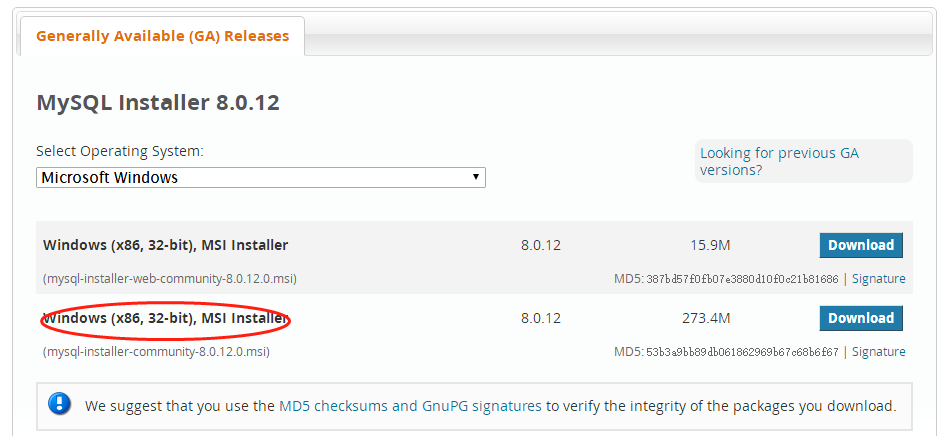 Generally Available (GA) Releases
MySQL Installer 8.0.12
Select Operating System:
Looking for previous GA
versions?
Microsoft Windows
Windows (x86, 32-bit), MSI Installer 8.0.12 15.9M Download
(mysql-installer-web-community-8.0.12.0.msi) MD5: 387bd57f0fb07e3880d10f0c21b81686 | Signature
Windows (x86, 32-bit), MSI Installer 8.0.12 273.4M Download
(mysql-installer-community-8.0.12.0.msi) MD5: 53b3a9bb89db061862969b67c68b6f67 | Signature
We suggest that you use the MD5 checksums and GnuPG signatures to verify the integrity of the packages you download.